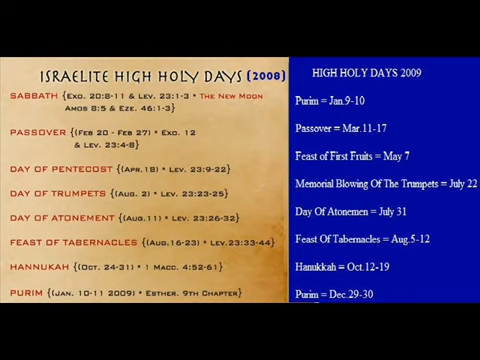 ISRAELITE HIGH HOLY DAYS (2008)
SABBATH {Exo. 20:8-11 & Lev. 23:1-3 * The New Moon
Amos 8:5 & Eze. 46:1-3}
PASSOVER {(Feb 20 - Feb 27) * Exo. 12
& Lev. 23:4-8}
DAY OF PENTECOST {(Apr.18) * Lev. 23:9-22}
DAY OF TRUMPETS {(Aug. 2) * Lev. 23:23-25}
DAY OF ATONEMENT {(Aug.11) * Lev. 23:26-32}
FEAST OF TABERNACLES {(Aug.16-23) * Lev.23:33-44}
HANNUKAH {(Oct. 24-31) * 1 Macc. 4:52-61}
PURIM {(Jan. 10-11 2009) * Esther. 9th Chapter}
HIGH HOLY DAYS 2009
Purim = Jan.9-10
Passover = Mar.11-17
Feast of First Fruits = May 7
Memorial Blowing Of The Trumpets = July 22
Day Of Atonemen = July 31
Feast Of Tabernacles = Aug.5-12
Hanukkah = Oct.12-19
Purim = Dec.29-30